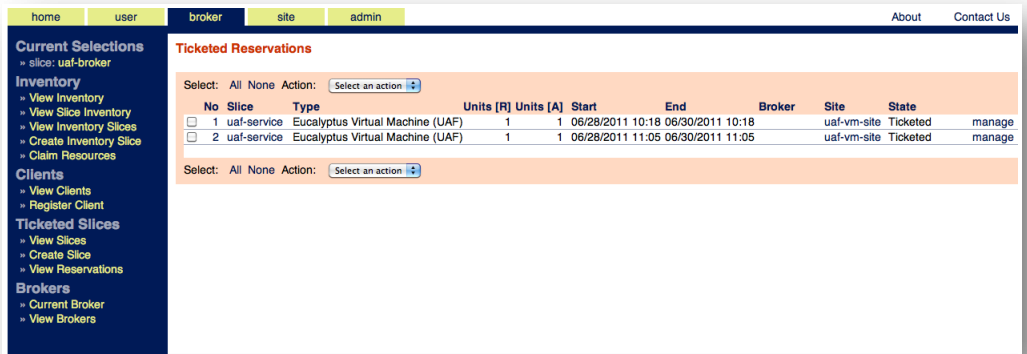 home user broker site admin About Contact Us
Current Selections
» slice: uaf-broker
Inventory
» View Inventory
» View Slice Inventory
» View Inventory Slices
» Create Inventory Slice
» Claim Resources
Clients
» View Clients
» Register Client
Ticketed Slices
» View Slices
» Create Slice
» View Reservations
Brokers
» Current Broker
» View Brokers
Ticketed Reservations
Select: All None Action: Select an action
No Slice Type Units [R] Units [A] Start End Broker Site State
1 uaf-service Eucalyptus Virtual Machine (UAF) 1 1 06/28/2011 10:18 06/30/2011 10:18 uaf-vm-site Ticketed manage
2 uaf-service Eucalyptus Virtual Machine (UAF) 1 1 06/28/2011 11:05 06/30/2011 11:05 uaf-vm-site Ticketed manage
Select: All None Action: Select an action